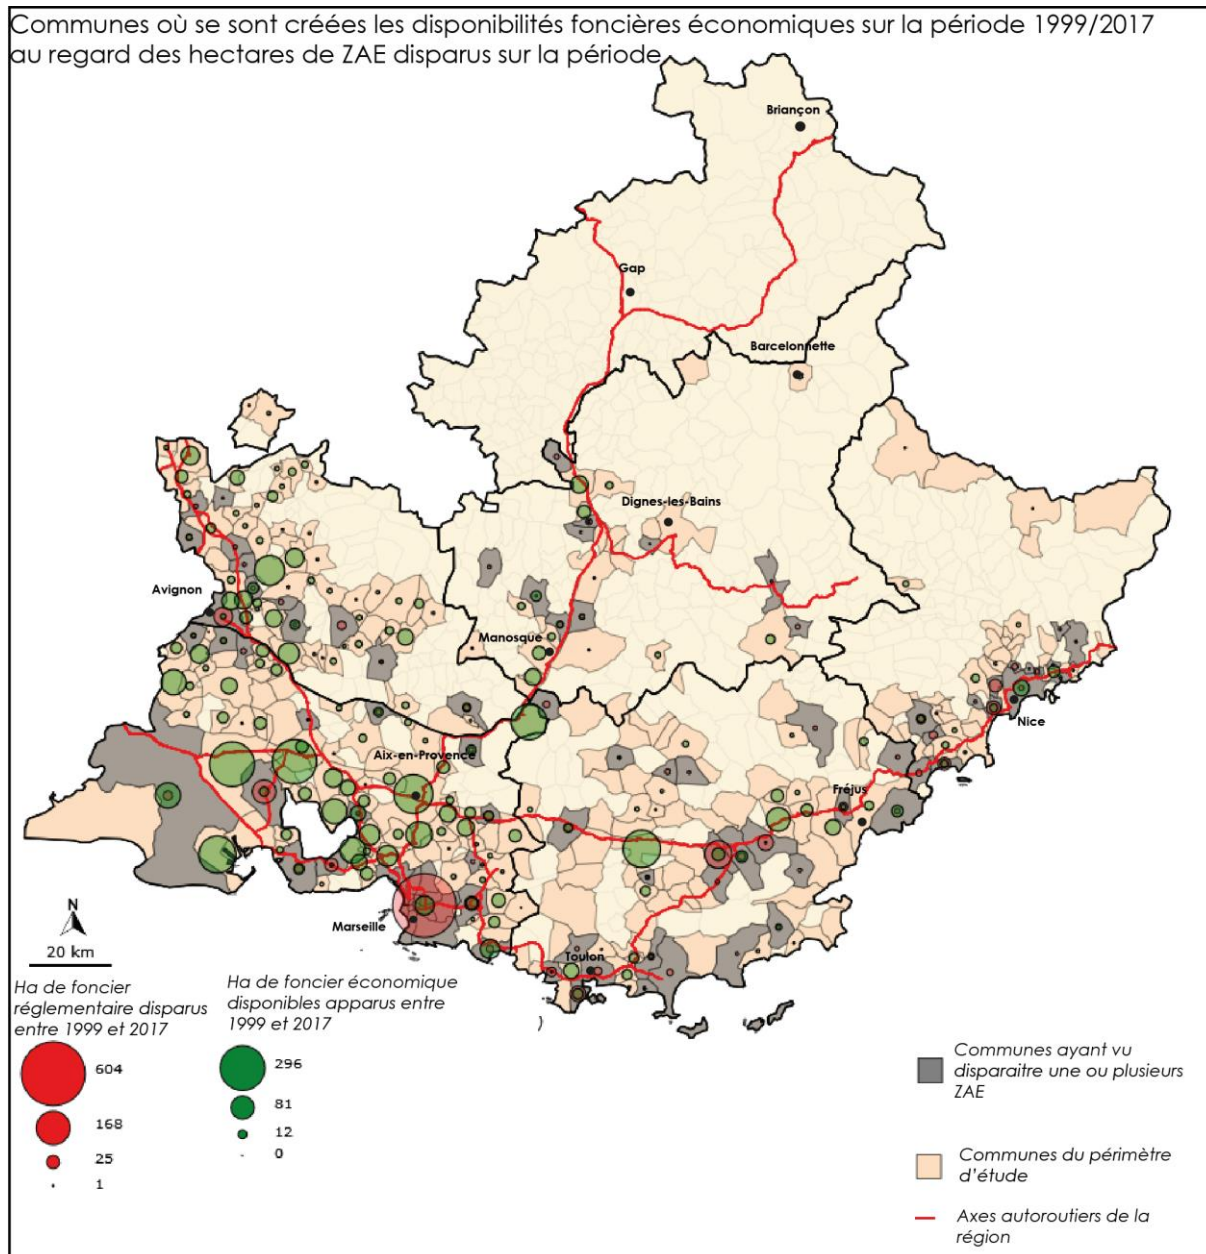 Communes où se sont créées les disponibilités foncières économiques sur la période 1999/2017
au regard des hectares de ZAE disparus sur la période
Briançon
Gap
Barcelonnette
Dignes-les-Bains
Avignon
Manosque
Nice
Aix-en-Provence
Fréjus
Marseille
Toulon
N
20 km
Ha de foncier
réglementaire disparus
entre 1999 et 2017
604
168
25
1
Ha de foncier économique
disponibles apparus entre
1999 et 2017
296
81
12
0
Communes ayant vu
disparaitre une ou plusieurs
ZAE
Communes du périmètre
d'étude
Axes autoroutiers de la
région